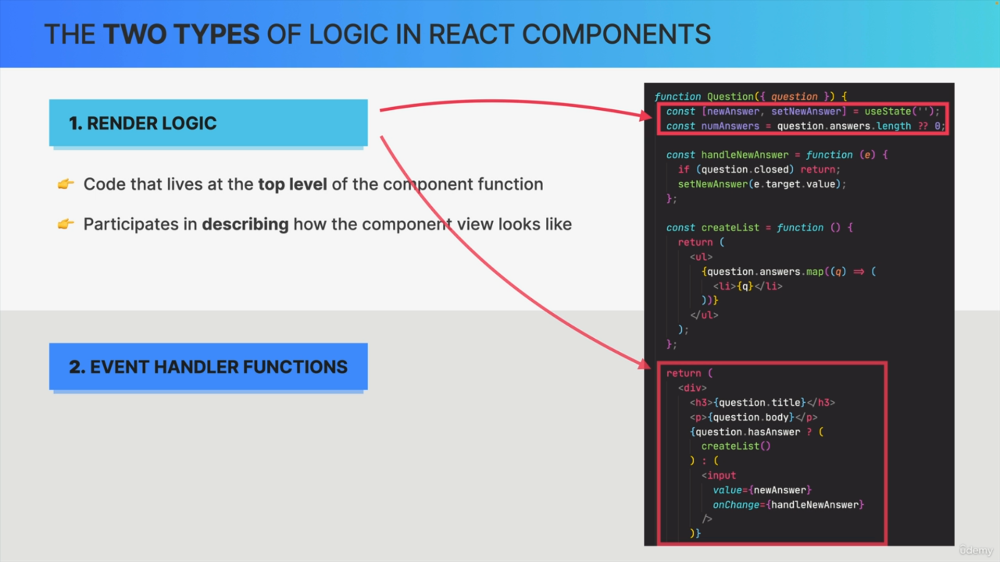 THE TWO TYPES OF LOGIC IN REACT COMPONENTS
1. RENDER LOGIC
👉 Code that lives at the top level of the component function
👉 Participates in describing how the component view looks like
2. EVENT HANDLER FUNCTIONS
function Question({ question }) {
  const [newAnswer, setNewAnswer] = useState('');
  const numAnswers = question.answers.length ?? 0;
  const handleNewAnswer = function (e) {
    if (question.closed) return;
    setNewAnswer(e.target.value);
  };
  const createList = function () {
    return (
      <ul>
        {question.answers.map((q) => (
          <li>{q}</li>
        ))}
      </ul>
    );
  };
  return (
    <div>
      <h3>{question.title}</h3>
      <p>{question.body}</p>
      {question.hasAnswer ? (
        createList()
      ) : (
        <input
          value={newAnswer}
          onChange={handleNewAnswer}
        />
      )}
ûdemy